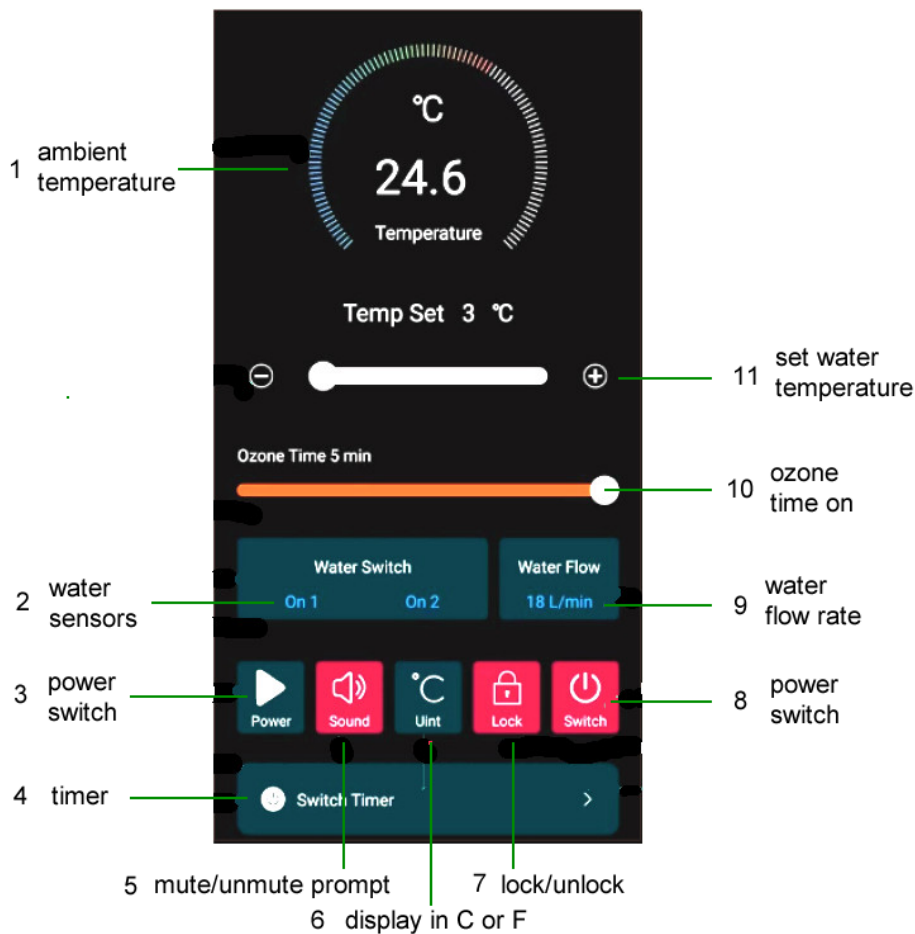 °C
24.6
Temperature
1 ambient temperature
Temp Set 3 °C
11 set water temperature
Ozone Time 5 min
10 ozone time on
Water Switch
On 1 On 2
2 water sensors
Water Flow
18 L/min
9 water flow rate
3 power switch
Power
Sound
°C
Uint
Lock
Switch
8 power switch
4 timer
Switch Timer
5 mute/unmute prompt
7 lock/unlock
6 display in C or F